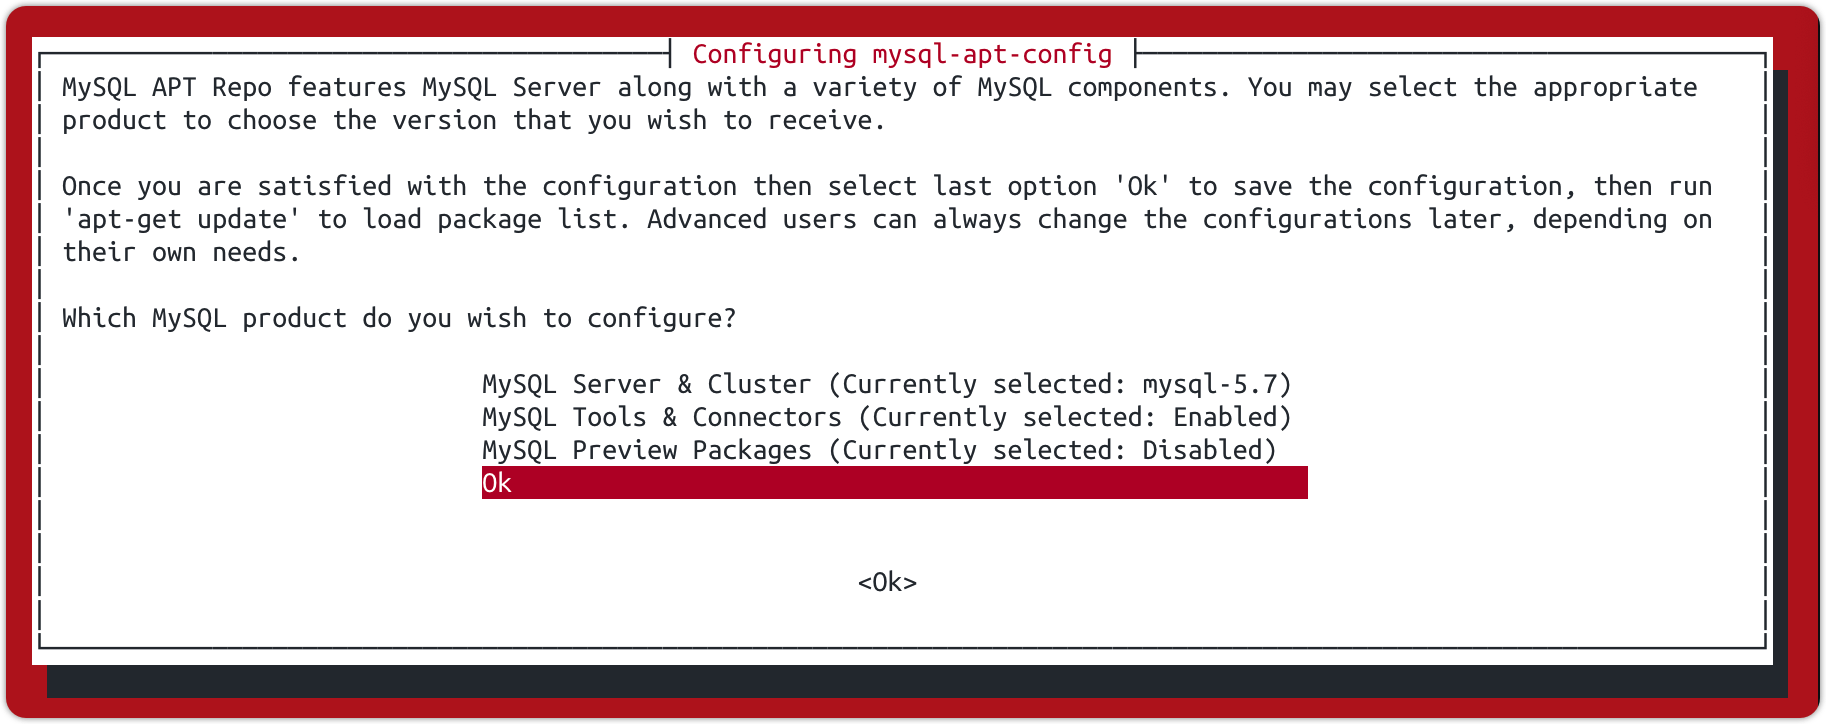 Configuring mysql-apt-config
MySQL APT Repo features MySQL Server along with a variety of MySQL components. You may select the appropriate
product to choose the version that you wish to receive.
Once you are satisfied with the configuration then select last option 'Ok' to save the configuration, then run
'apt-get update' to load package list. Advanced users can always change the configurations later, depending on
their own needs.
Which MySQL product do you wish to configure?
MySQL Server & Cluster (Currently selected: mysql-5.7)
MySQL Tools & Connectors (Currently selected: Enabled)
MySQL Preview Packages (Currently selected: Disabled)
Ok
<Ok>